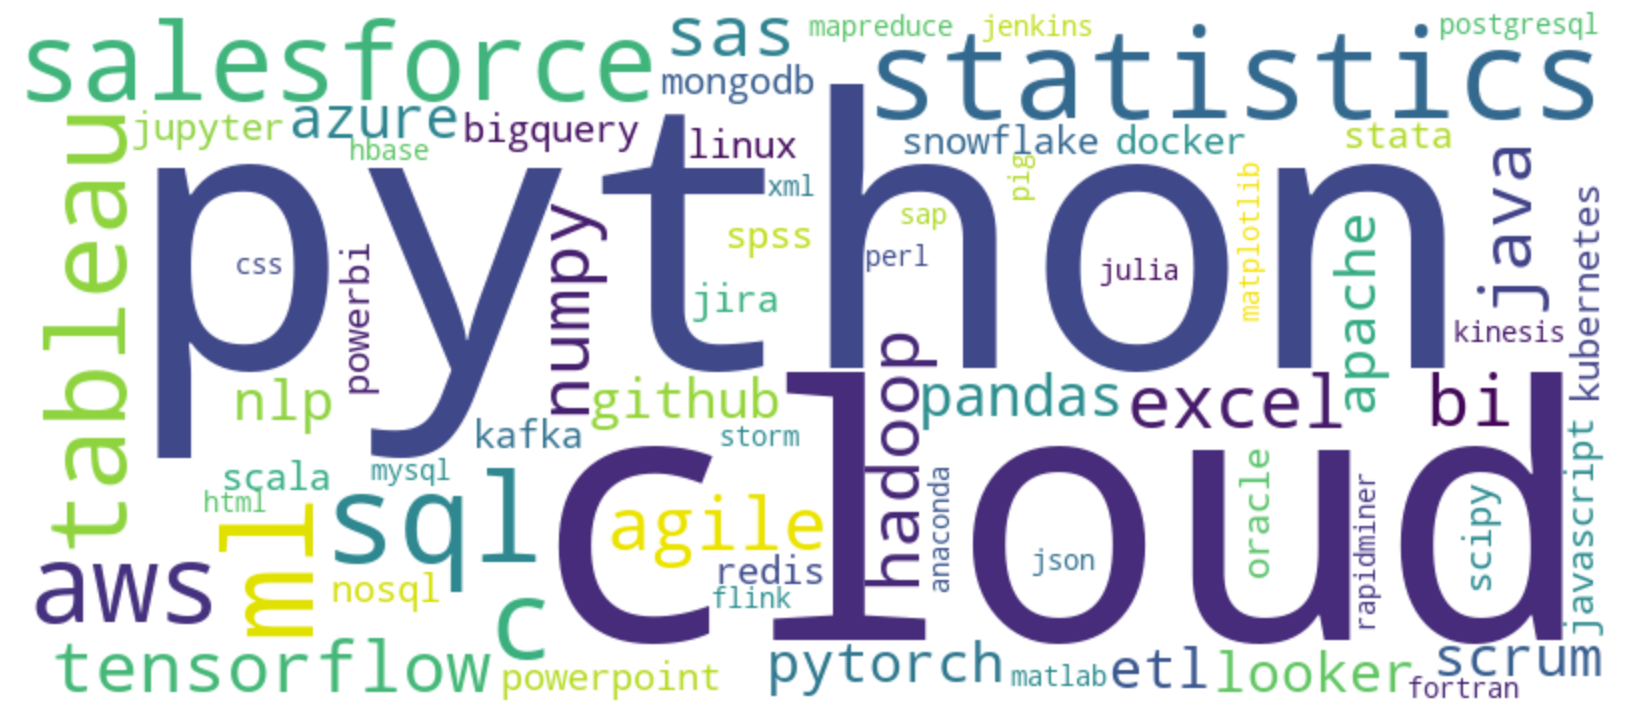 salesforce
sas
mapreduce
jenkins
postgresql
statistics
mongodb
tableau
jupyter
azure
bigquery
hbase
linux
snowflake
docker
stata
python
xml
pig
sap
spss
css
powerbi
numpy
perl
julia
matplotlib
apache
java
kubernetes
jira
kinesis
nlp
github
hadoop
pandas
excel
bi
kafka
storm
cloud
scala
mysql
html
sql
ml
agile
anaconda
oracle
rapidminer
scipy
javascript
aws
nosql
redis
flink
json
c
tensorflow
powerpoint
pytorch
matlab
etl
looker
scrum
fortran